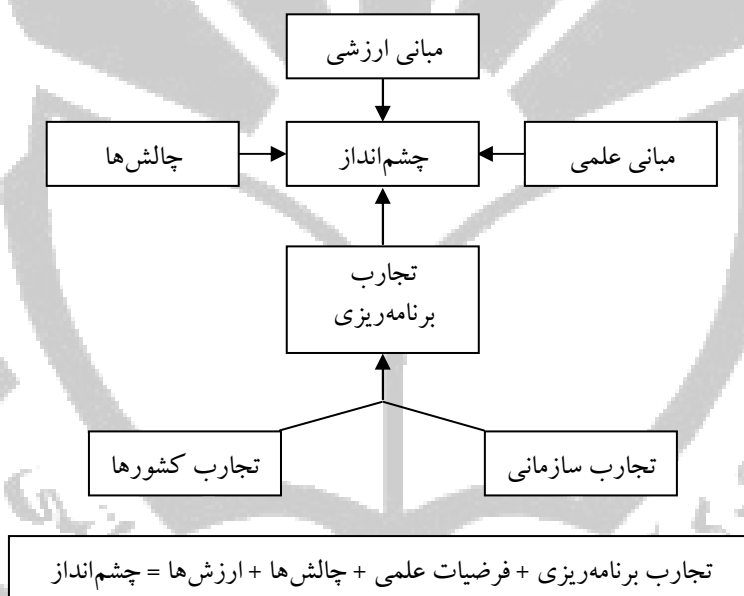 مبانی ارزشی
مبانی علمی
چشم‌انداز
چالش‌ها
تجارب
برنامه‌ریزی
تجارب سازمانی
تجارب کشورها
تجارب برنامه‌ریزی + فرضیات علمی + چالش‌ها + ارزش‌ها = چشم‌انداز